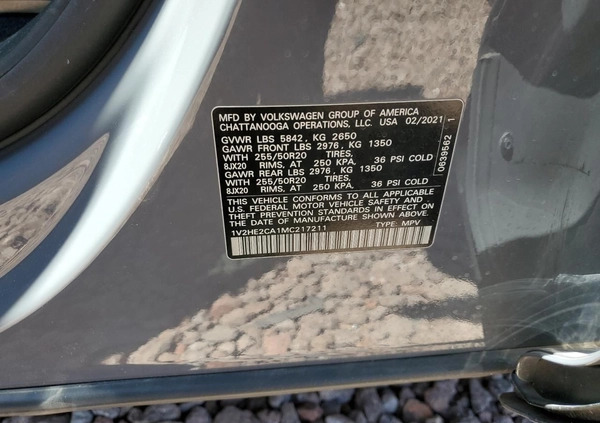 MFD BY VOLKSWAGEN GROUP OF AMERICA
CHATTANOOGA OPERATIONS, LLC. USA 02/2021
GVWR LBS 5842, KG 2650
GAWR FRONT LBS 2976, KG 1350
WITH 255/50R20 TIRES,
8JX20 RIMS, AT 250 KPA, 36 PSI COLD
GAWR REAR LBS 2976, KG 1350
WITH 255/50R20 TIRES,
8JX20 RIMS, AT 250 KPA, 36 PSI COLD
THIS VEHICLE CONFORMS TO ALL APPLICABLE
U.S. FEDERAL MOTOR VEHICLE SAFETY AND
THEFT PREVENTION STANDARDS IN EFFECT ON
THE DATE OF MANUFACTURE SHOWN ABOVE.
1V2HE2CA1MC217211 TYPE: MPV
0639562 1